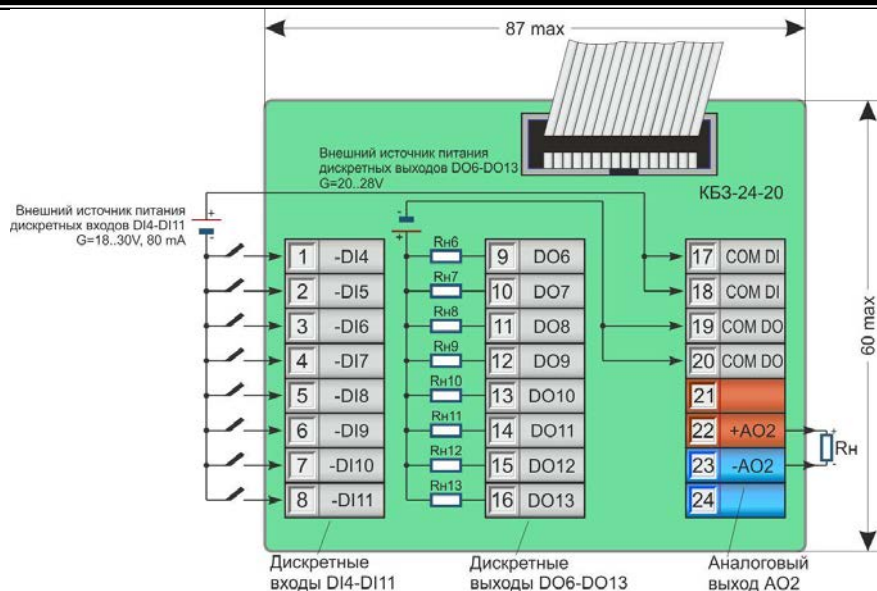 87 max
Внешний источник питания
дискретных выходов DO6-DO13
G=20..28V
КБЗ-24-20
Внешний источник питания
дискретных входов DI4-DI11
G=18..30V, 80 mA
+
-
-
+
1 -DI4
2 -DI5
3 -DI6
4 -DI7
5 -DI8
6 -DI9
7 -DI10
8 -DI11
Rн6
Rн7
Rн8
Rн9
Rн10
Rн11
Rн12
Rн13
9 DO6
10 DO7
11 DO8
12 DO9
13 DO10
14 DO11
15 DO12
16 DO13
17 COM DI
18 COM DI
19 COM DO
20 COM DO
21
22 +AO2
23 -AO2
24
+
Rн
-
60 max
Дискретные
входы DI4-DI11
Дискретные
выходы DO6-DO13
Аналоговый
выход AO2